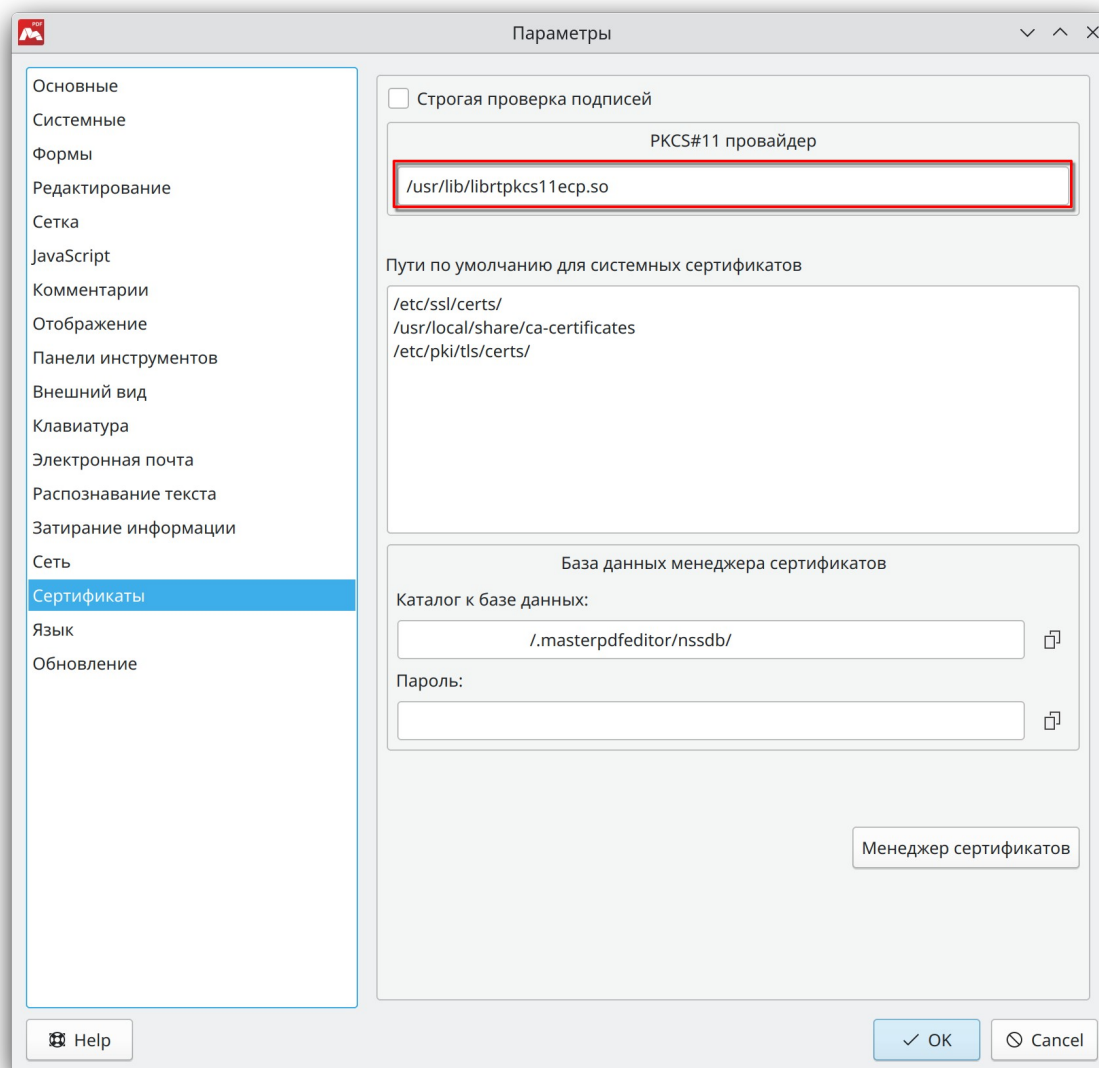 PDF
Параметры
Основные
Системные
Формы
Редактирование
Сетка
JavaScript
Комментарии
Отображение
Панели инструментов
Внешний вид
Клавиатура
Электронная почта
Распознавание текста
Затирание информации
Сеть
Сертификаты
Язык
Обновление
Строгая проверка подписей
PKCS#11 провайдер
/usr/lib/librtpkcs11ecp.so
Пути по умолчанию для системных сертификатов
/etc/ssl/certs/
/usr/local/share/ca-certificates
/etc/pki/tls/certs/
База данных менеджера сертификатов
Каталог к базе данных:
/.masterpdfeditor/nssdb/
Пароль:
Менеджер сертификатов
Help
OK
Cancel